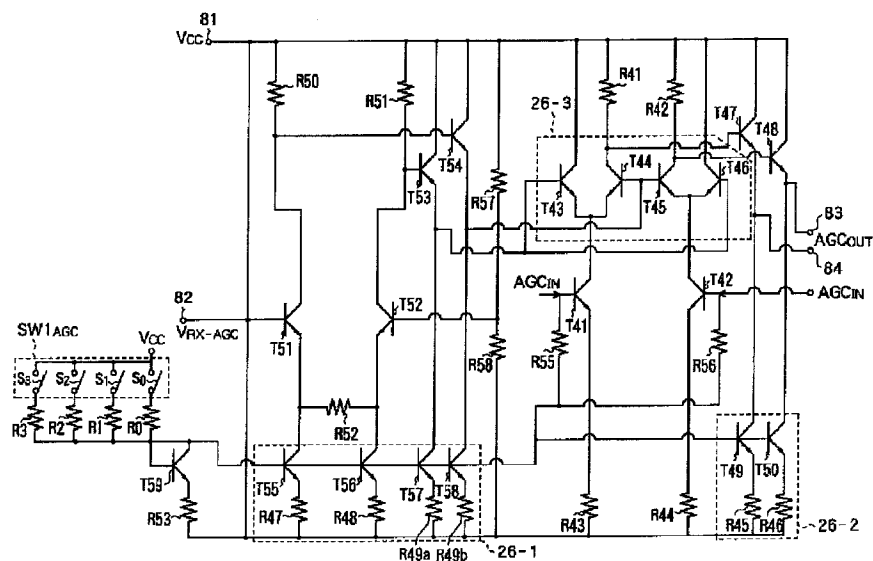 81
VCC
R50
R51
R41
R42
26-3
T47
T48
T54
T53
R57
T43
T44
T45
T46
83
AGCOUT
84
82
VRX-AGC
T51
T52
R58
AGCIN
T41
T42
AGCIN
R55
R56
SW1AGC
VCC
S3
S2
S1
S0
R3
R2
R1
R0
R52
T59
R53
T55
T56
T57
T58
R47
R48
R49a
R49b
26-1
R43
R44
T49
T50
R45
R46
26-2